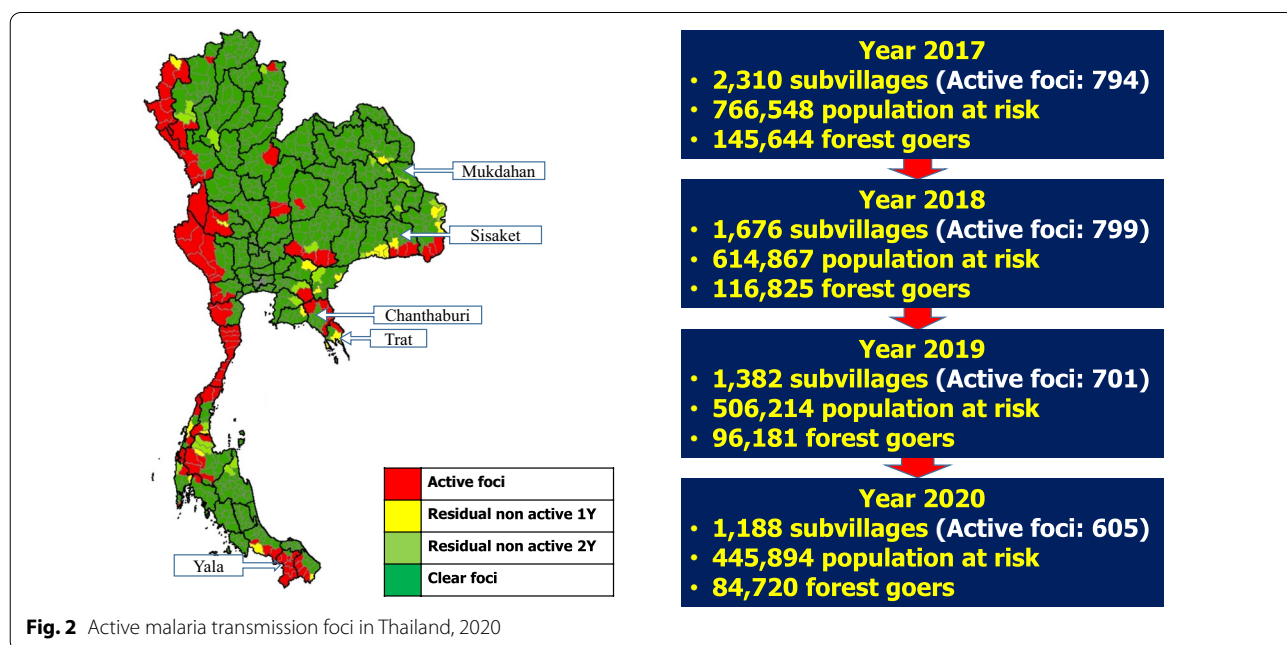 Mukdahan
Sisaket
Chanthaburi
Trat
Yala
Active foci
Residual non active 1Y
Residual non active 2Y
Clear foci
Year 2017
• 2,310 subvillages (Active foci: 794)
• 766,548 population at risk
• 145,644 forest goers
Year 2018
• 1,676 subvillages (Active foci: 799)
• 614,867 population at risk
• 116,825 forest goers
Year 2019
• 1,382 subvillages (Active foci: 701)
• 506,214 population at risk
• 96,181 forest goers
Year 2020
• 1,188 subvillages (Active foci: 605)
• 445,894 population at risk
• 84,720 forest goers
Fig. 2 Active malaria transmission foci in Thailand, 2020